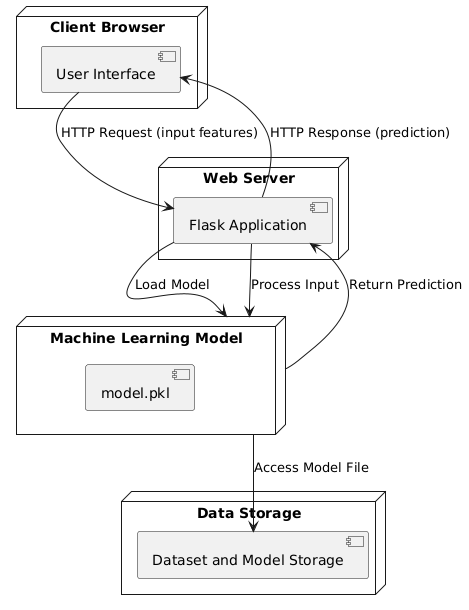 Client Browser
User Interface
HTTP Request (input features)
HTTP Response (prediction)
Web Server
Flask Application
Load Model
Process Input
Return Prediction
Machine Learning Model
model.pkl
Access Model File
Data Storage
Dataset and Model Storage